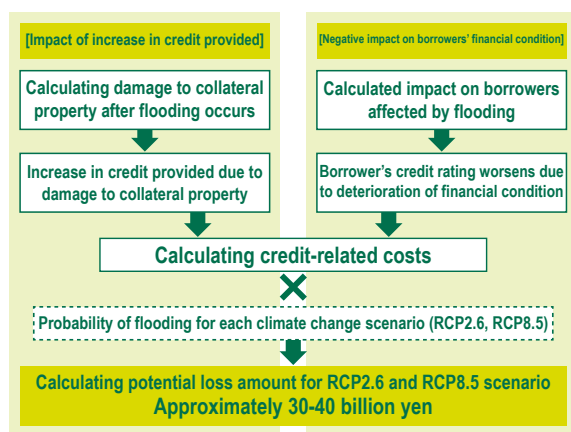 [Impact of increase in credit provided]
Calculating damage to collateral
property after flooding occurs
Increase in credit provided due to
damage to collateral property
[Negative impact on borrowers' financial condition]
Calculated impact on borrowers
affected by flooding
Borrower's credit rating worsens due
to deterioration of financial condition
Calculating credit-related costs
Probability of flooding for each climate change scenario (RCP2.6, RCP8.5)
Calculating potential loss amount for RCP2.6 and RCP8.5 scenario
Approximately 30-40 billion yen